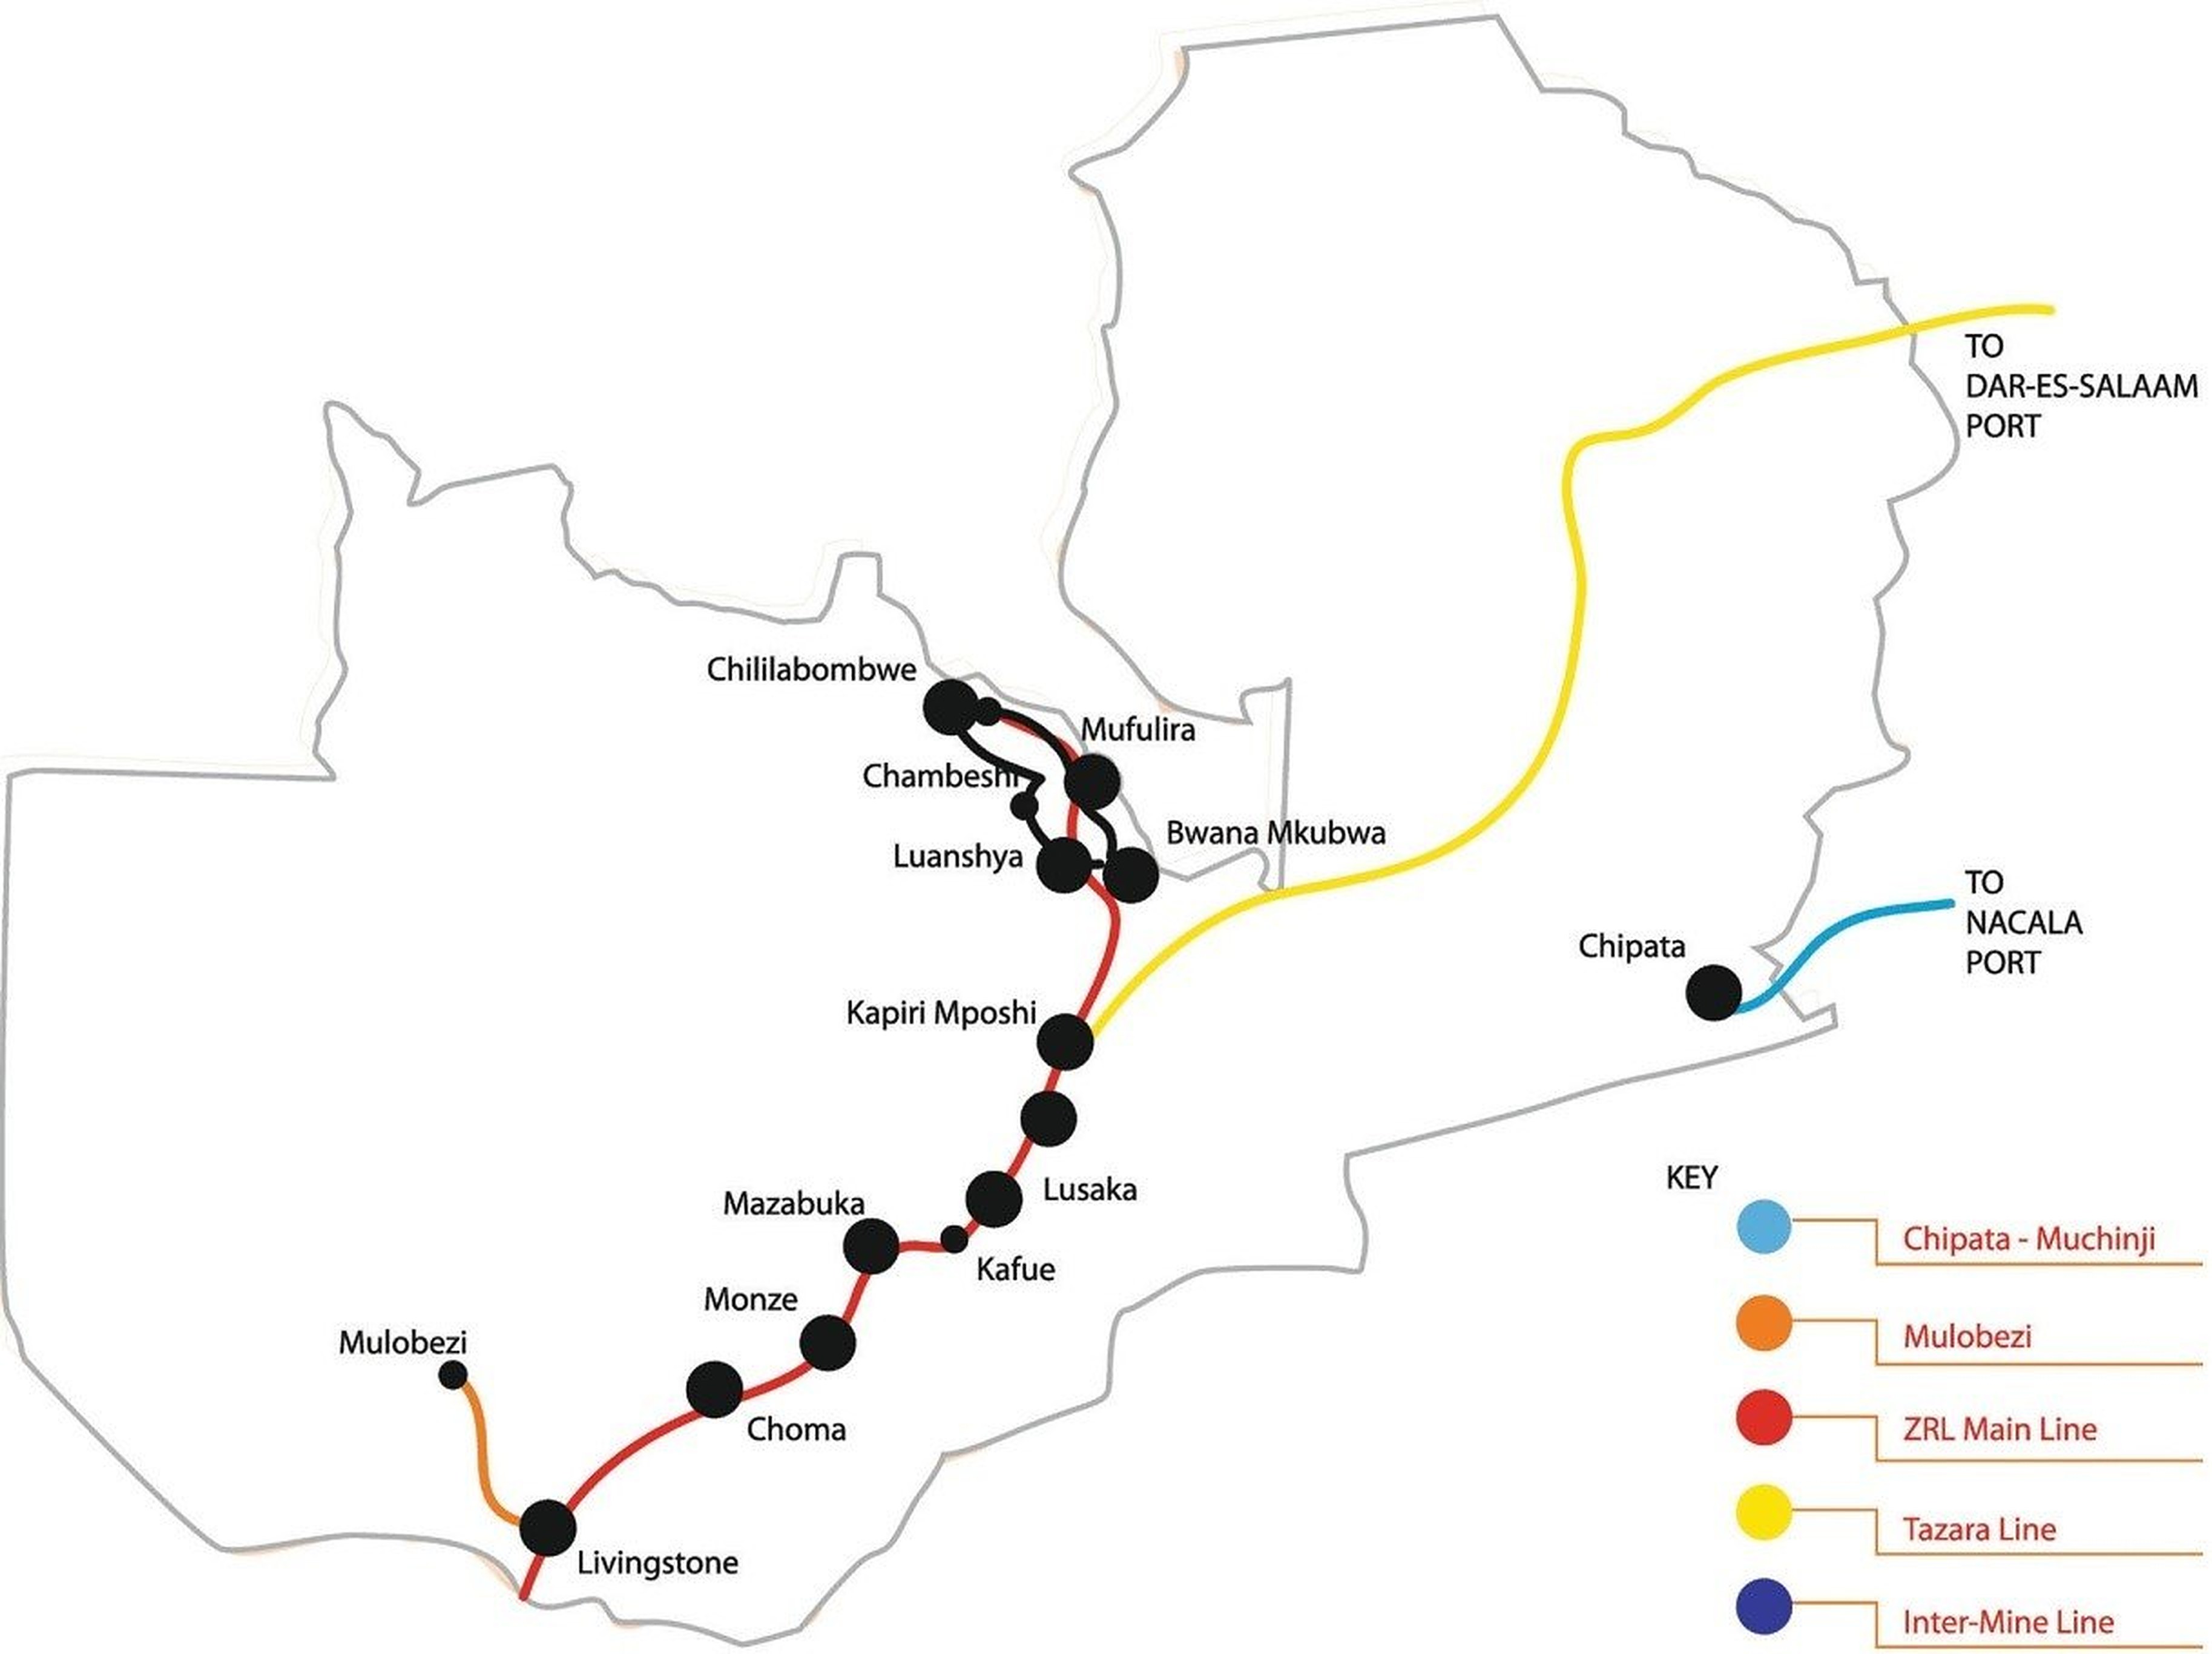 TO
DAR-ES-SALAAM
PORT
Chililabombwe
Mufulira
Chambeshi
Bwana Mkubwa
Luanshya
TO
NACALA
PORT
Chipata
Kapiri Mposhi
KEY
Lusaka
Mazabuka
Chipata - Muchinji
Kafue
Monze
Mulobezi
Mulobezi
Choma
ZRL Main Line
Tazara Line
Livingstone
Inter-Mine Line